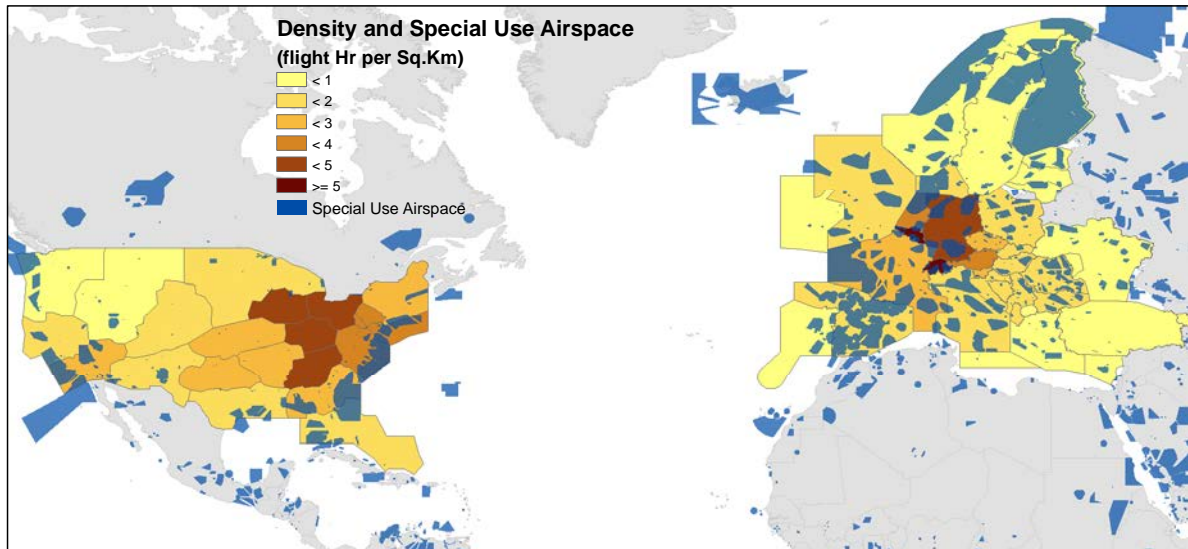 Density and Special Use Airspace
(flight Hr per Sq.Km)
< 1
< 2
< 3
< 4
< 5
>= 5
Special Use Airspace